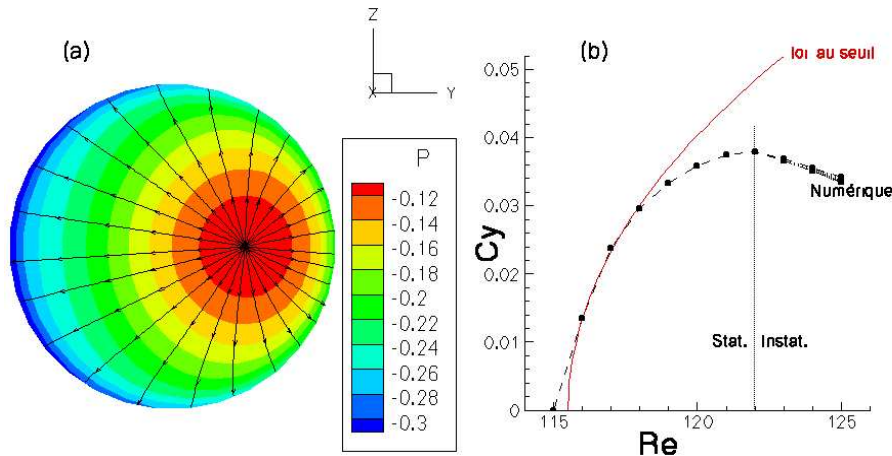 (a)
Z
X
Y
P
-0.12
-0.14
-0.16
-0.18
-0.2
-0.22
-0.24
-0.26
-0.28
-0.3
(b)
loi au seuil
0.05
0.04
0.03
0.02
0.01
0
Cy
Numérique
Stat. Instat.
115
120
125
Re